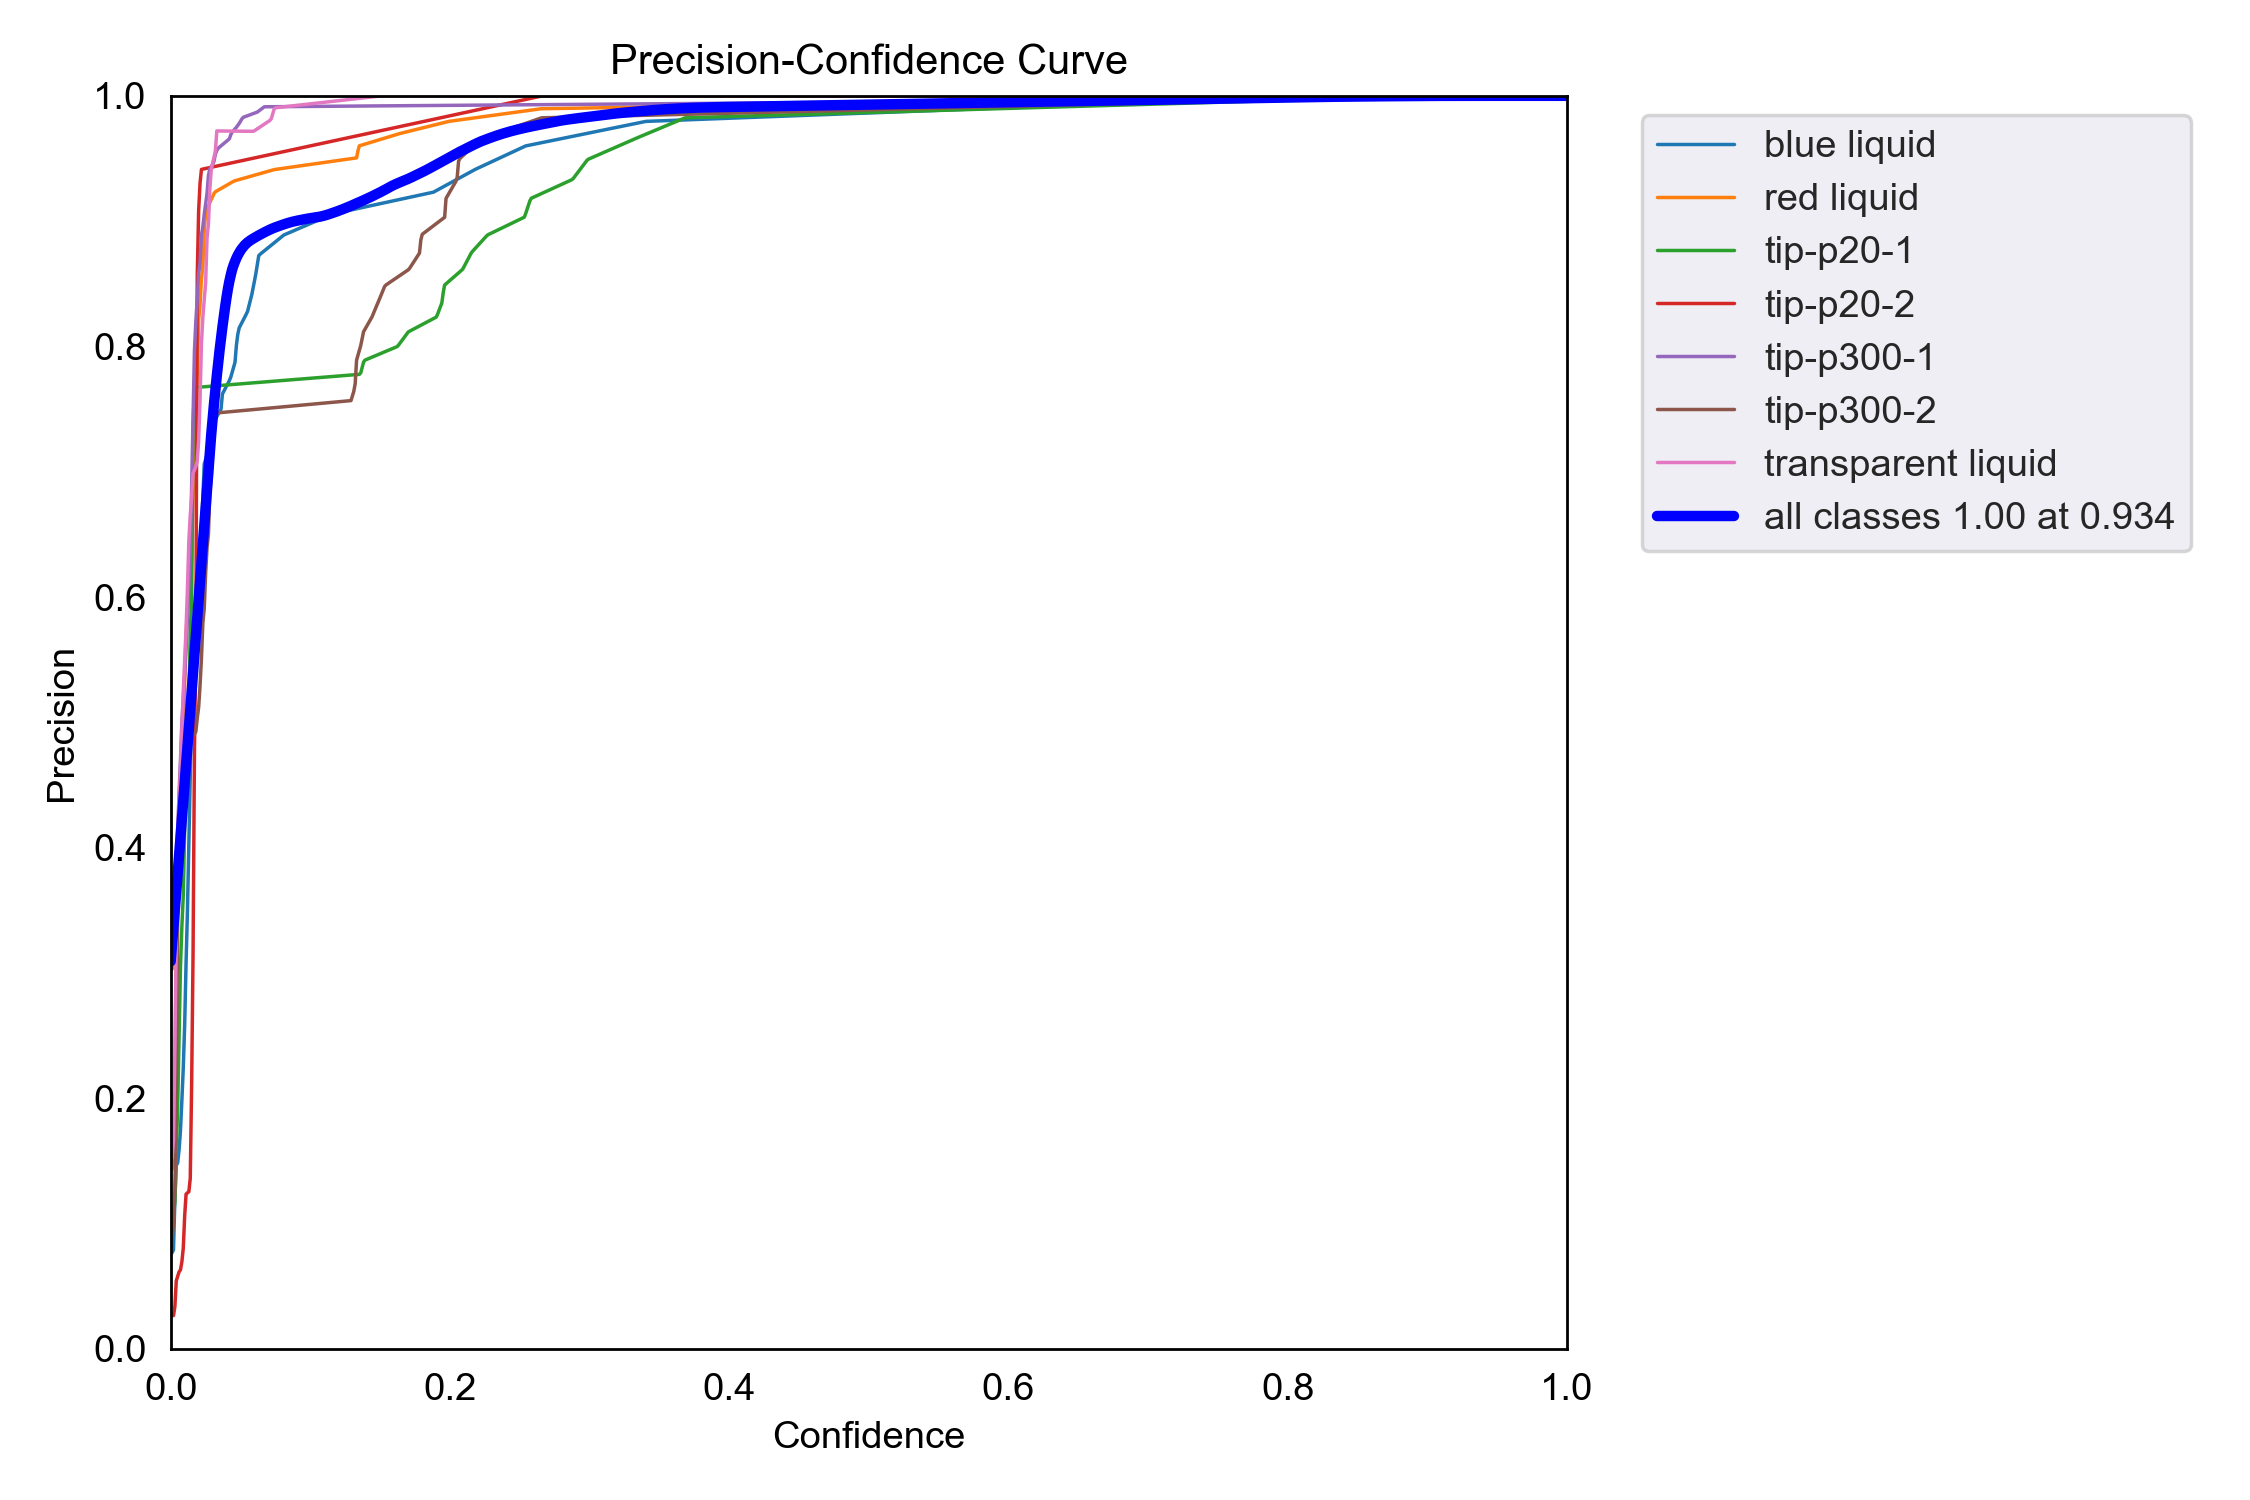 Precision-Confidence Curve
1.0
0.8
0.6
0.4
0.2
0.0
Precision
0.0 0.2 0.4 0.6 0.8 1.0
Confidence
blue liquid
red liquid
tip-p20-1
tip-p20-2
tip-p300-1
tip-p300-2
transparent liquid
all classes 1.00 at 0.934